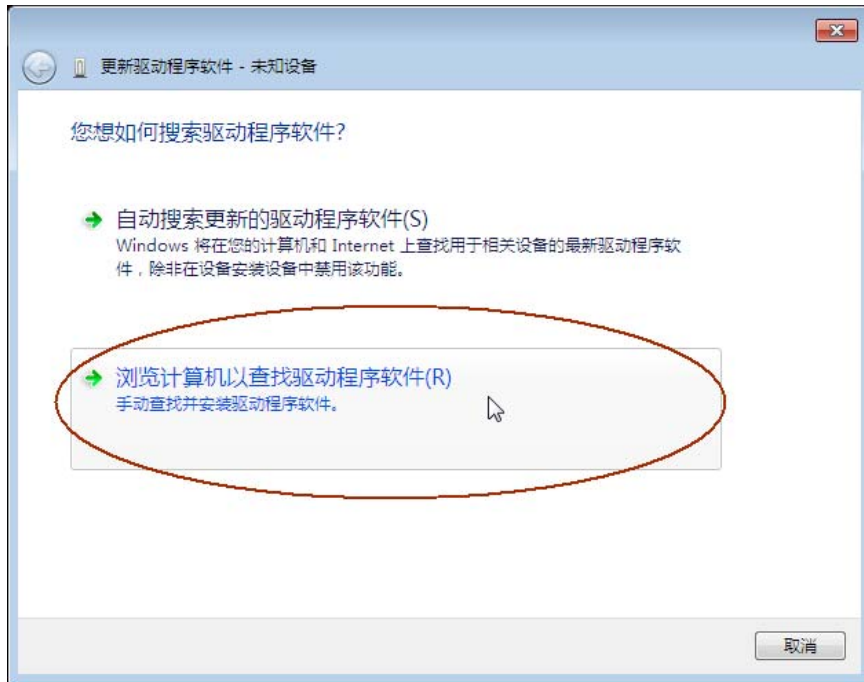 更新驱动程序软件 - 未知设备
您想如何搜索驱动程序软件?
自动搜索更新的驱动程序软件(S)
Windows 将在您的计算机和 Internet 上查找用于相关设备的最新驱动程序软
件，除非在设备安装设备中禁用该功能。
浏览计算机以查找驱动程序软件(R)
手动查找并安装驱动程序软件。
取消